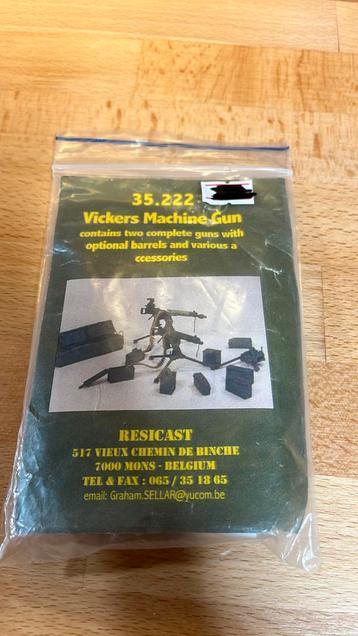 35.222
Vickers Machine Gun
contains two complete guns with
optional barrels and various a
ccessories
RESICAST
517 VIEUX CHEMIN DE BINCHE
7000 MONS - BELGIUM
TEL & FAX : 065 / 35 18 65
email: Graham.SELLAR@yucom.be